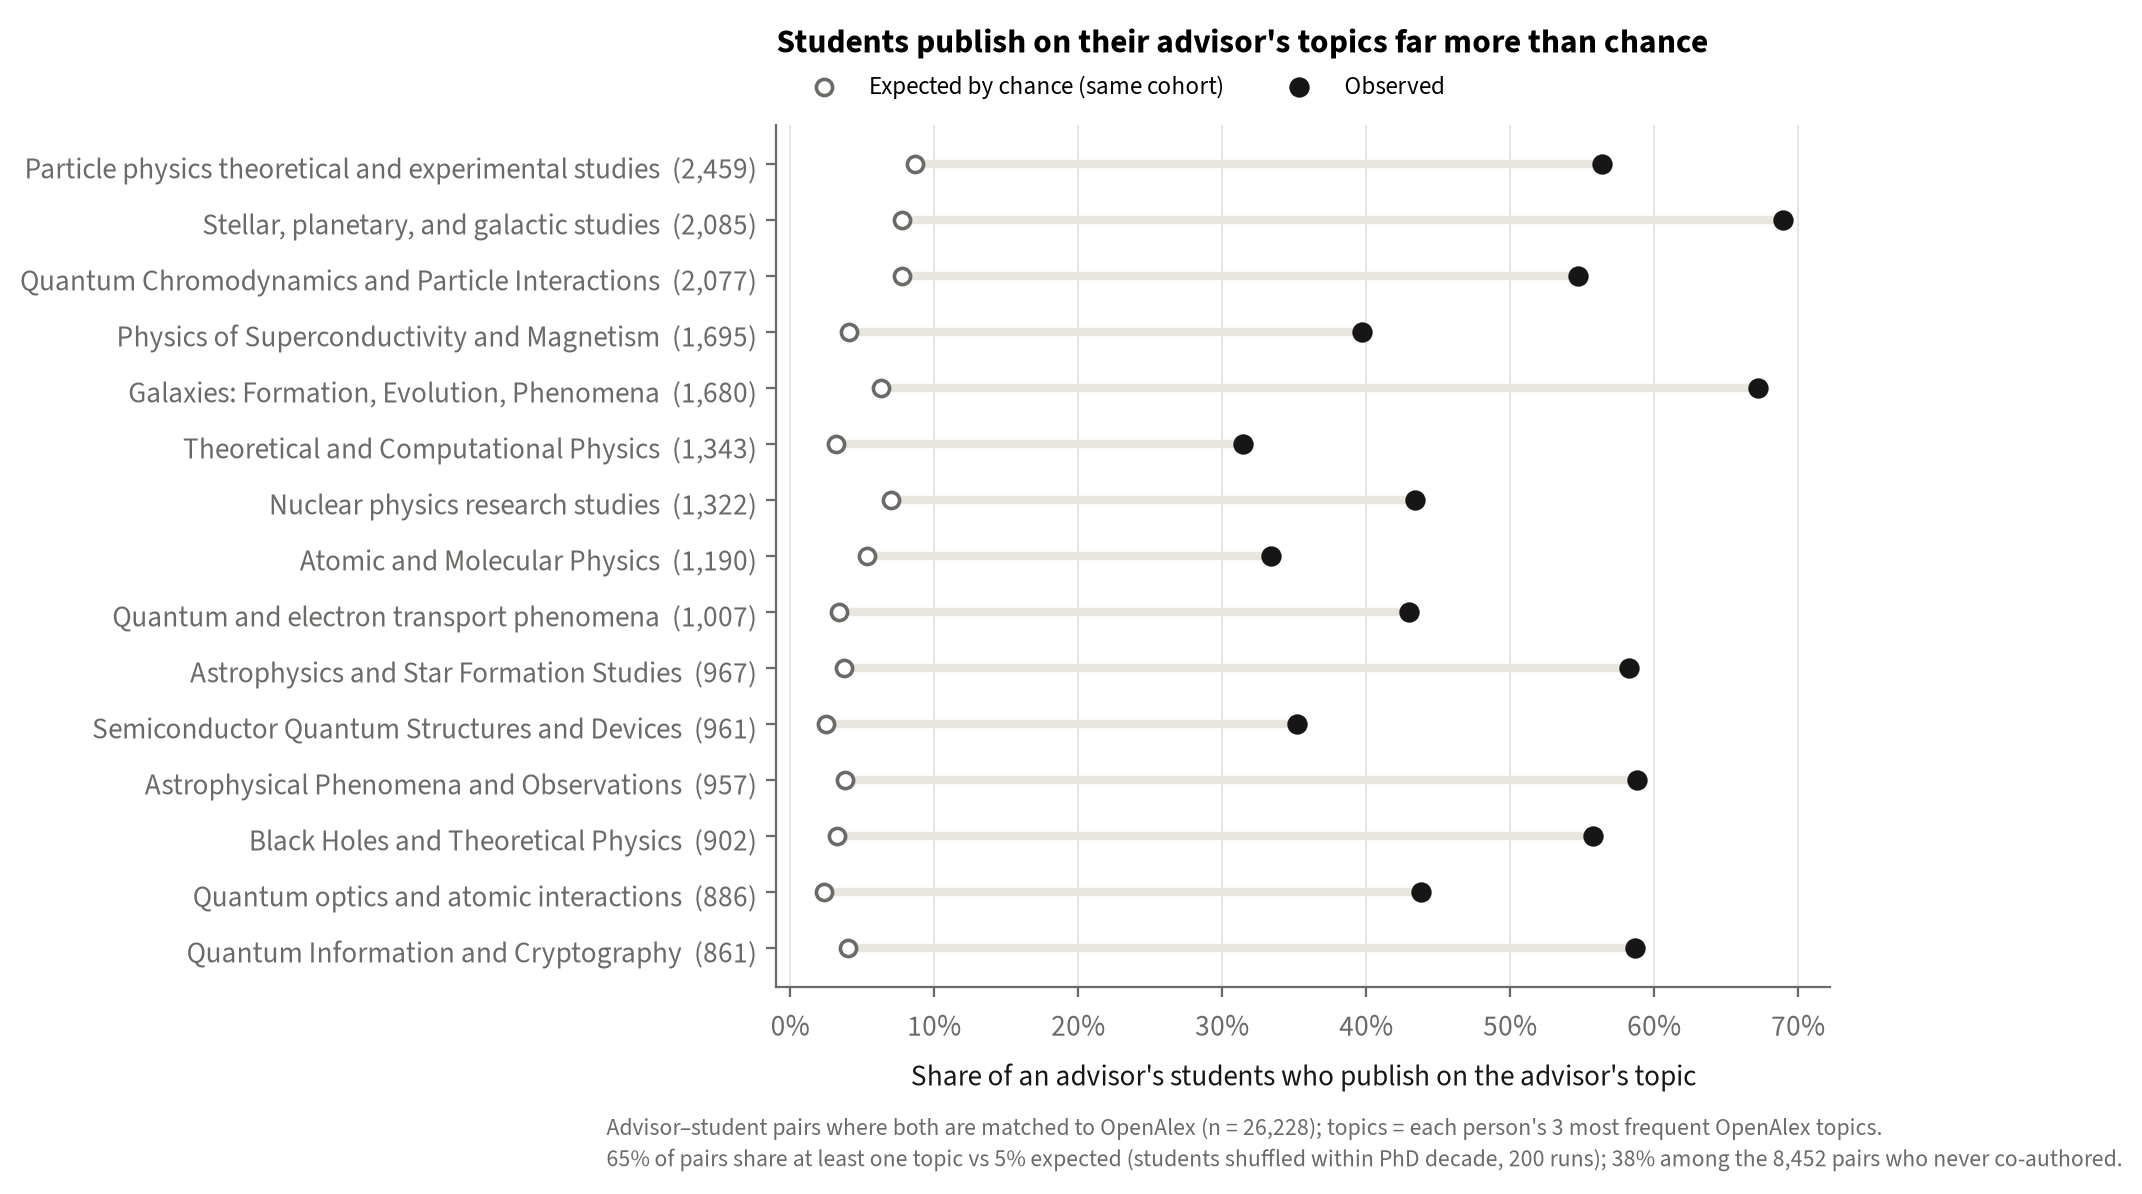 Students publish on their advisor's topics far more than chance
Expected by chance (same cohort) Observed
Particle physics theoretical and experimental studies (2,459)
Stellar, planetary, and galactic studies (2,085)
Quantum Chromodynamics and Particle Interactions (2,077)
Physics of Superconductivity and Magnetism (1,695)
Galaxies: Formation, Evolution, Phenomena (1,680)
Theoretical and Computational Physics (1,343)
Nuclear physics research studies (1,322)
Atomic and Molecular Physics (1,190)
Quantum and electron transport phenomena (1,007)
Astrophysics and Star Formation Studies (967)
Semiconductor Quantum Structures and Devices (961)
Astrophysical Phenomena and Observations (957)
Black Holes and Theoretical Physics (902)
Quantum optics and atomic interactions (886)
Quantum Information and Cryptography (861)
0% 10% 20% 30% 40% 50% 60% 70%
Share of an advisor's students who publish on the advisor's topic
Advisor–student pairs where both are matched to OpenAlex (n = 26,228); topics = each person's 3 most frequent OpenAlex topics.
65% of pairs share at least one topic vs 5% expected (students shuffled within PhD decade, 200 runs); 38% among the 8,452 pairs who never co-authored.